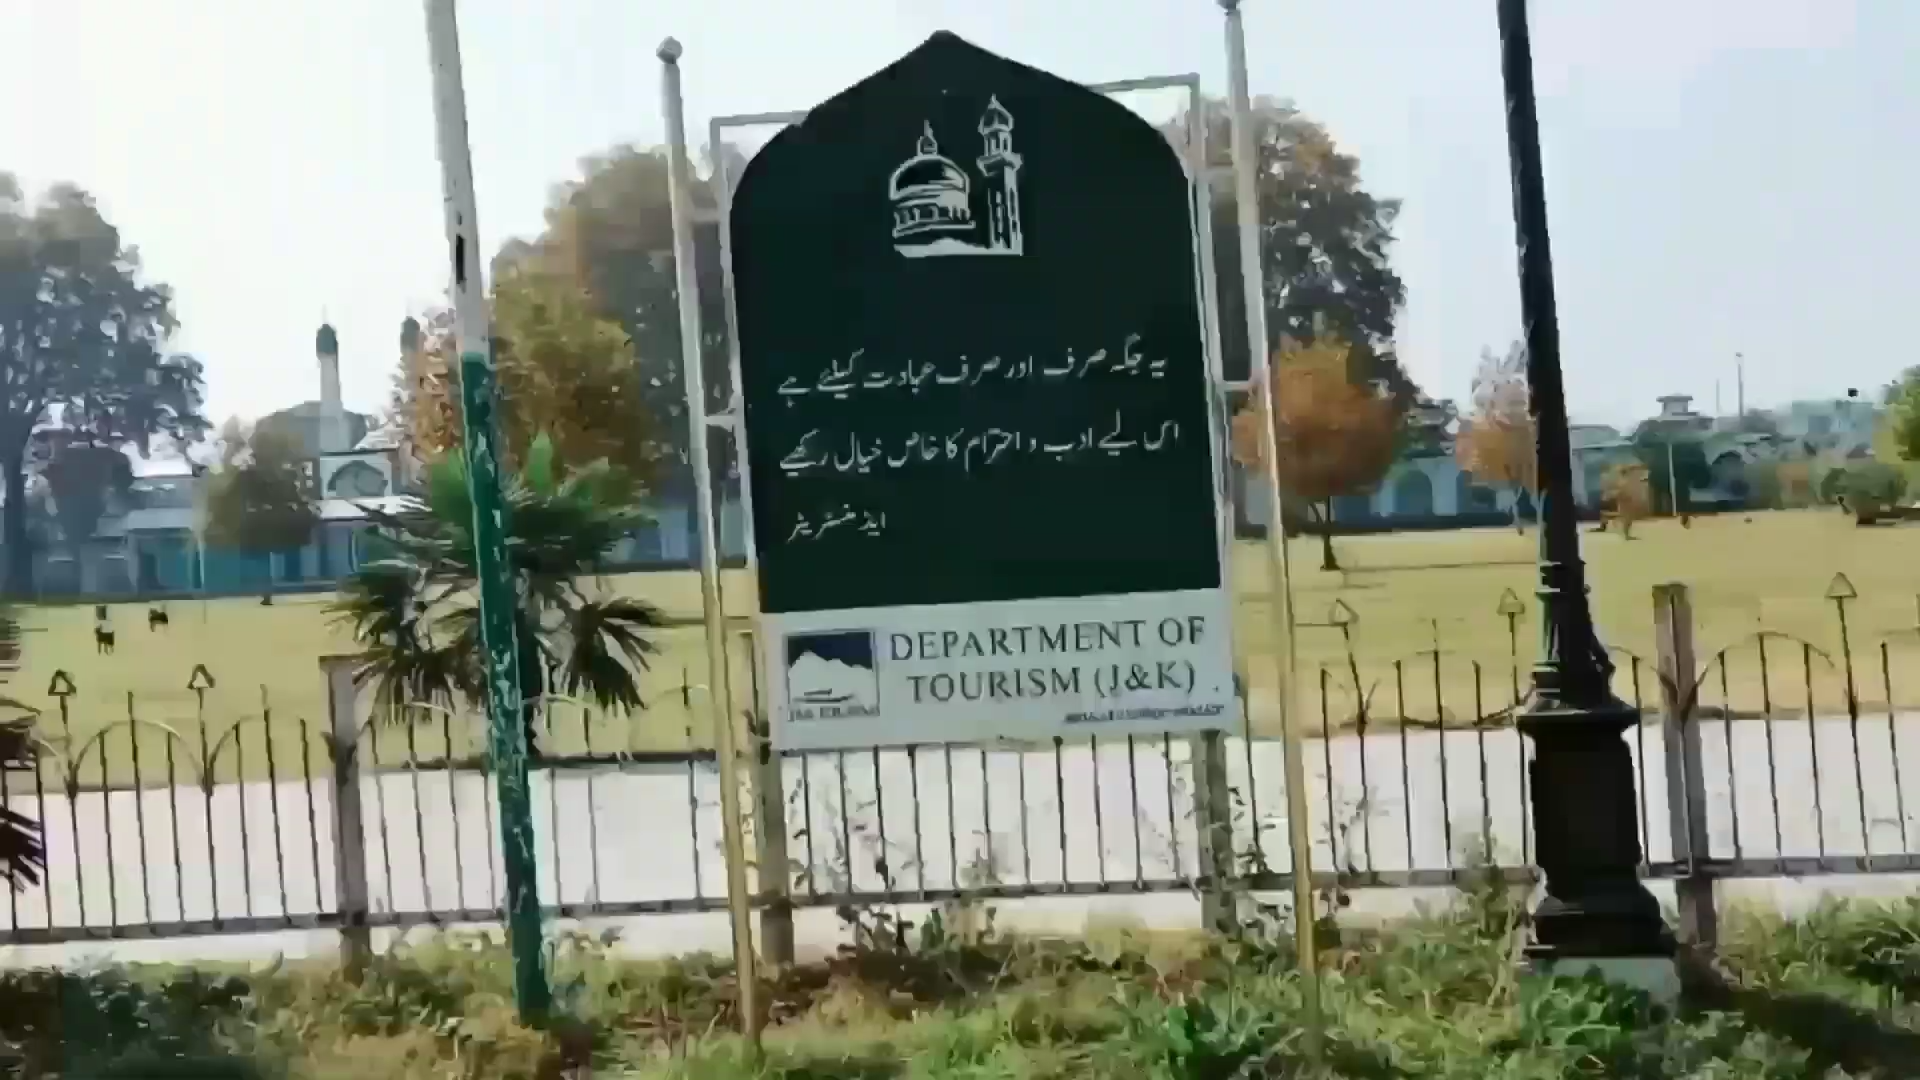 یہ جگہ صرف اور صرف عبادت کیلئے ہے
اس لیے ادب و احترام کا خاص خیال رکھیے
ایڈمنسٹریٹر
DEPARTMENT OF
TOURISM (J&K)